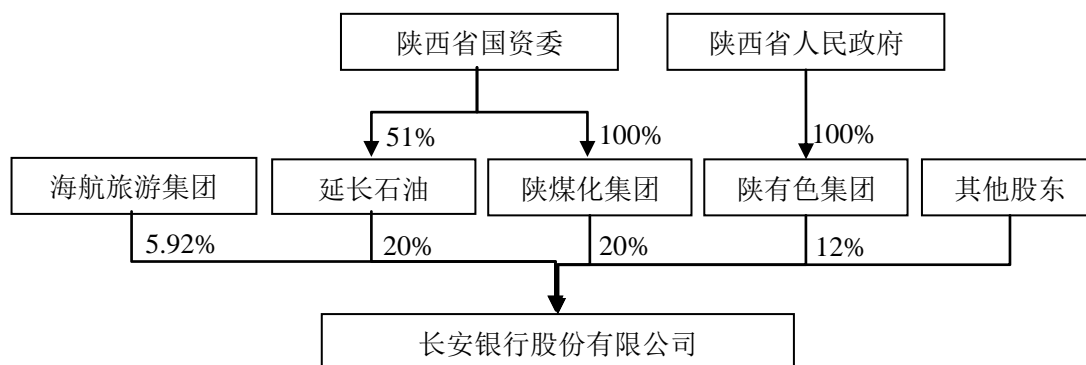 陕西省国资委
陕西省人民政府
51%
100%
100%
海航旅游集团
延长石油
陕煤化集团
陕有色集团
其他股东
5.92%
20%
20%
12%
长安银行股份有限公司